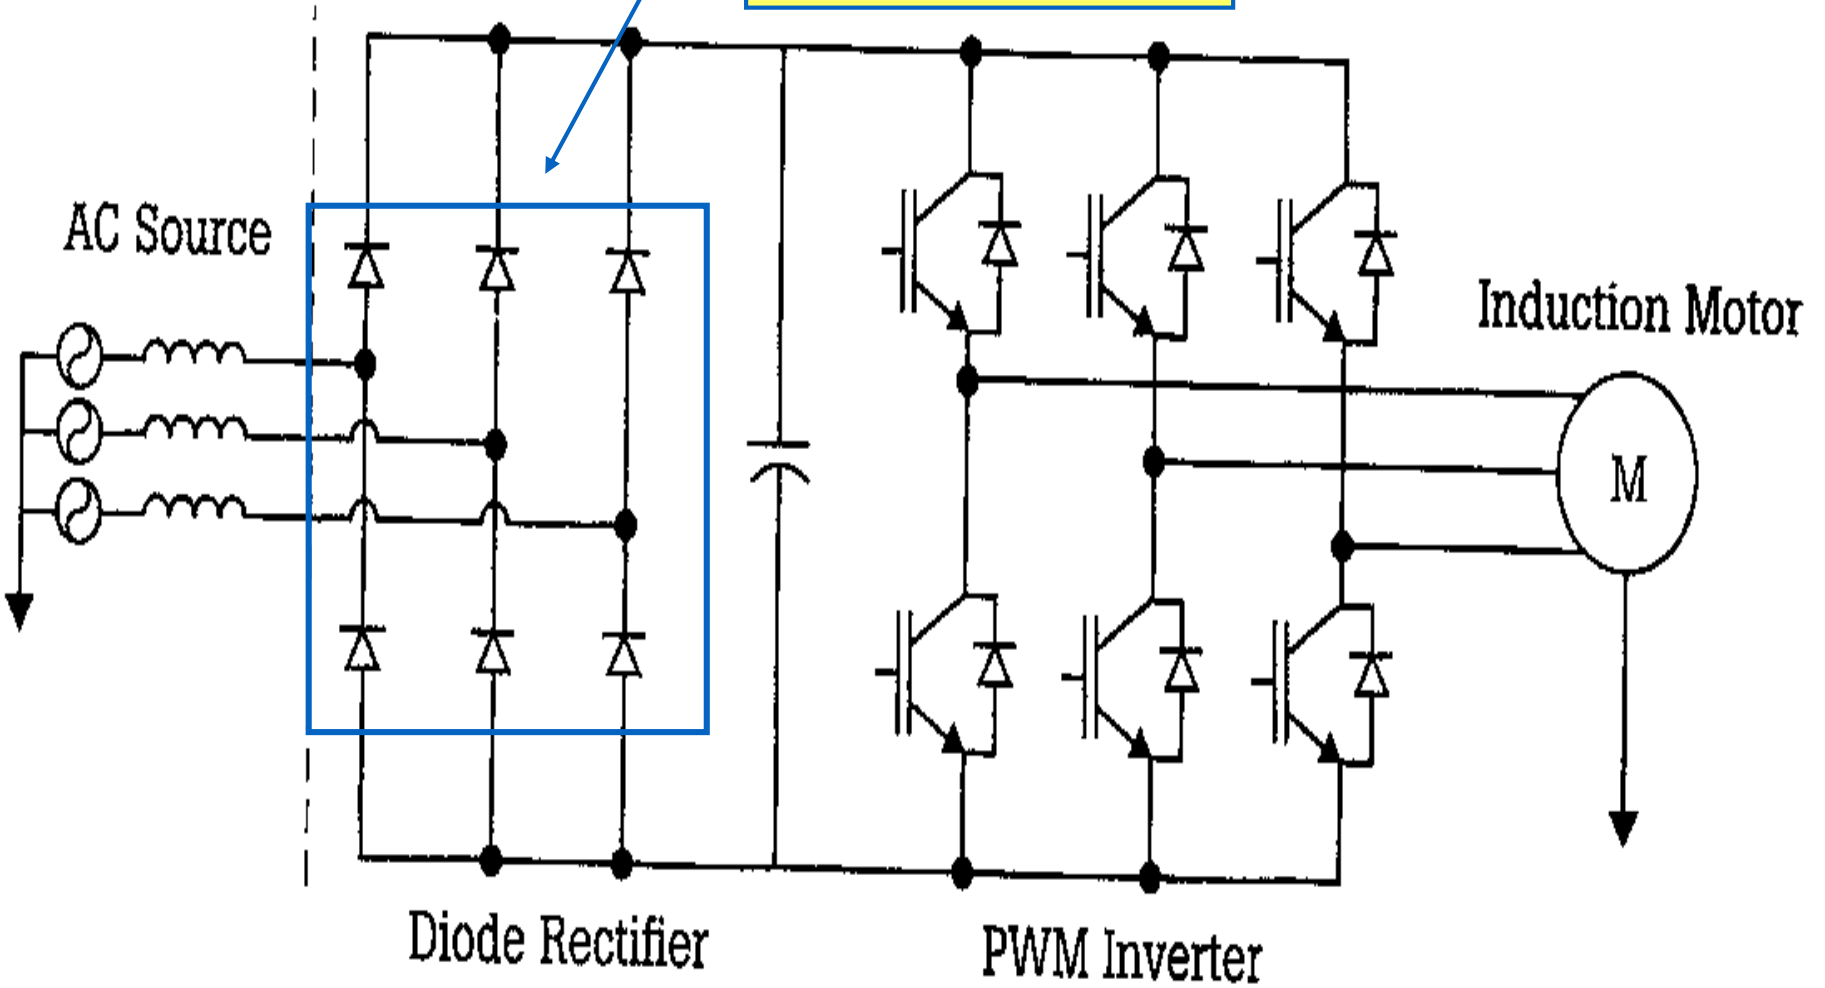 AC Source
Induction Motor
M
Diode Rectifier
PWM Inverter